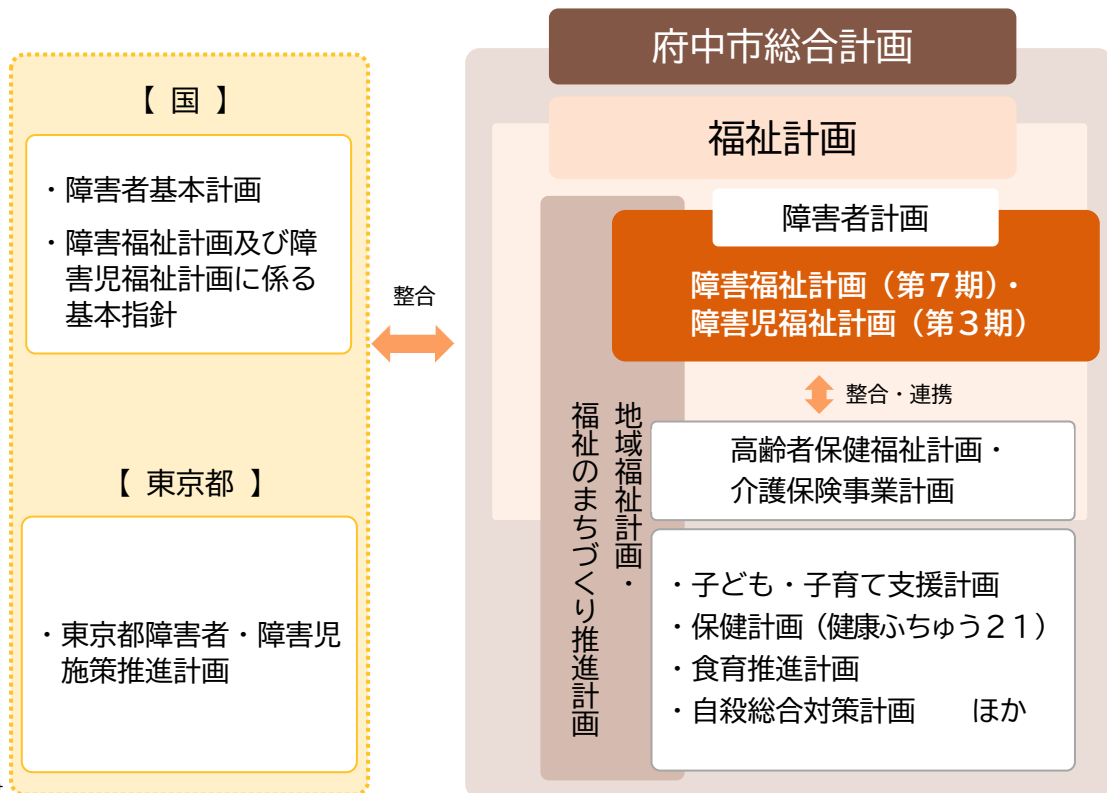 【 国 】
・障害者基本計画
・障害福祉計画及び障
害児福祉計画に係る
基本指針
【 東京都 】
・東京都障害者・障害児
施策推進計画
整合
府中市総合計画
福祉計画
障害者計画
障害福祉計画（第７期）・
障害児福祉計画（第３期）
整合・連携
地域福祉計画・
福祉のまちづくり推進計画
高齢者保健福祉計画・
介護保険事業計画
・子ども・子育て支援計画
・保健計画（健康ふちゅう２１）
・食育推進計画
・自殺総合対策計画　　ほか